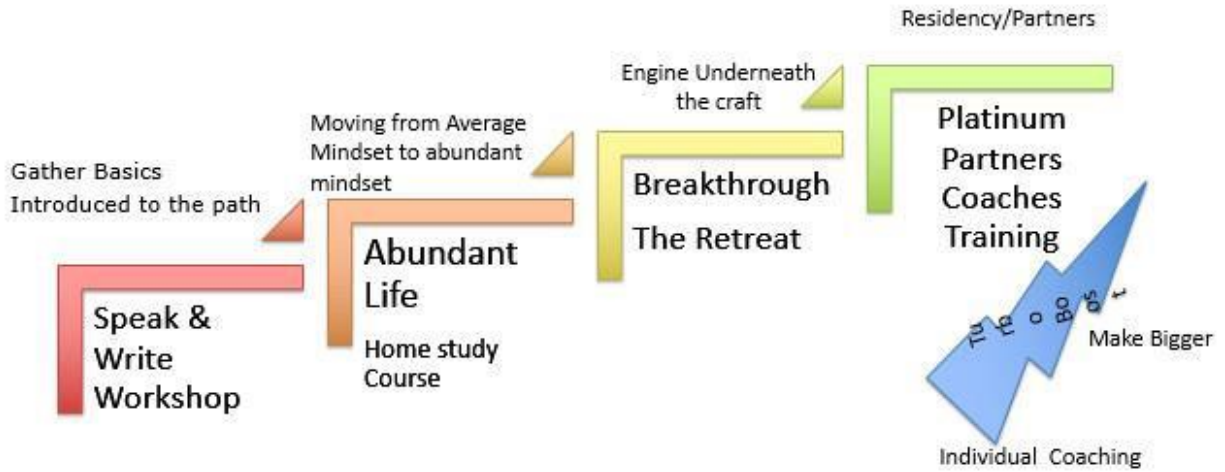 Gather Basics
Introduced to the path
Speak &
Write
Workshop
Moving from Average
Mindset to abundant
mindset
Abundant
Life
Home study
Course
Engine Underneath
the craft
Breakthrough
The Retreat
Residency/Partners
Platinum
Partners
Coaches
Training
Turbo Boost
Make Bigger
Individual Coaching